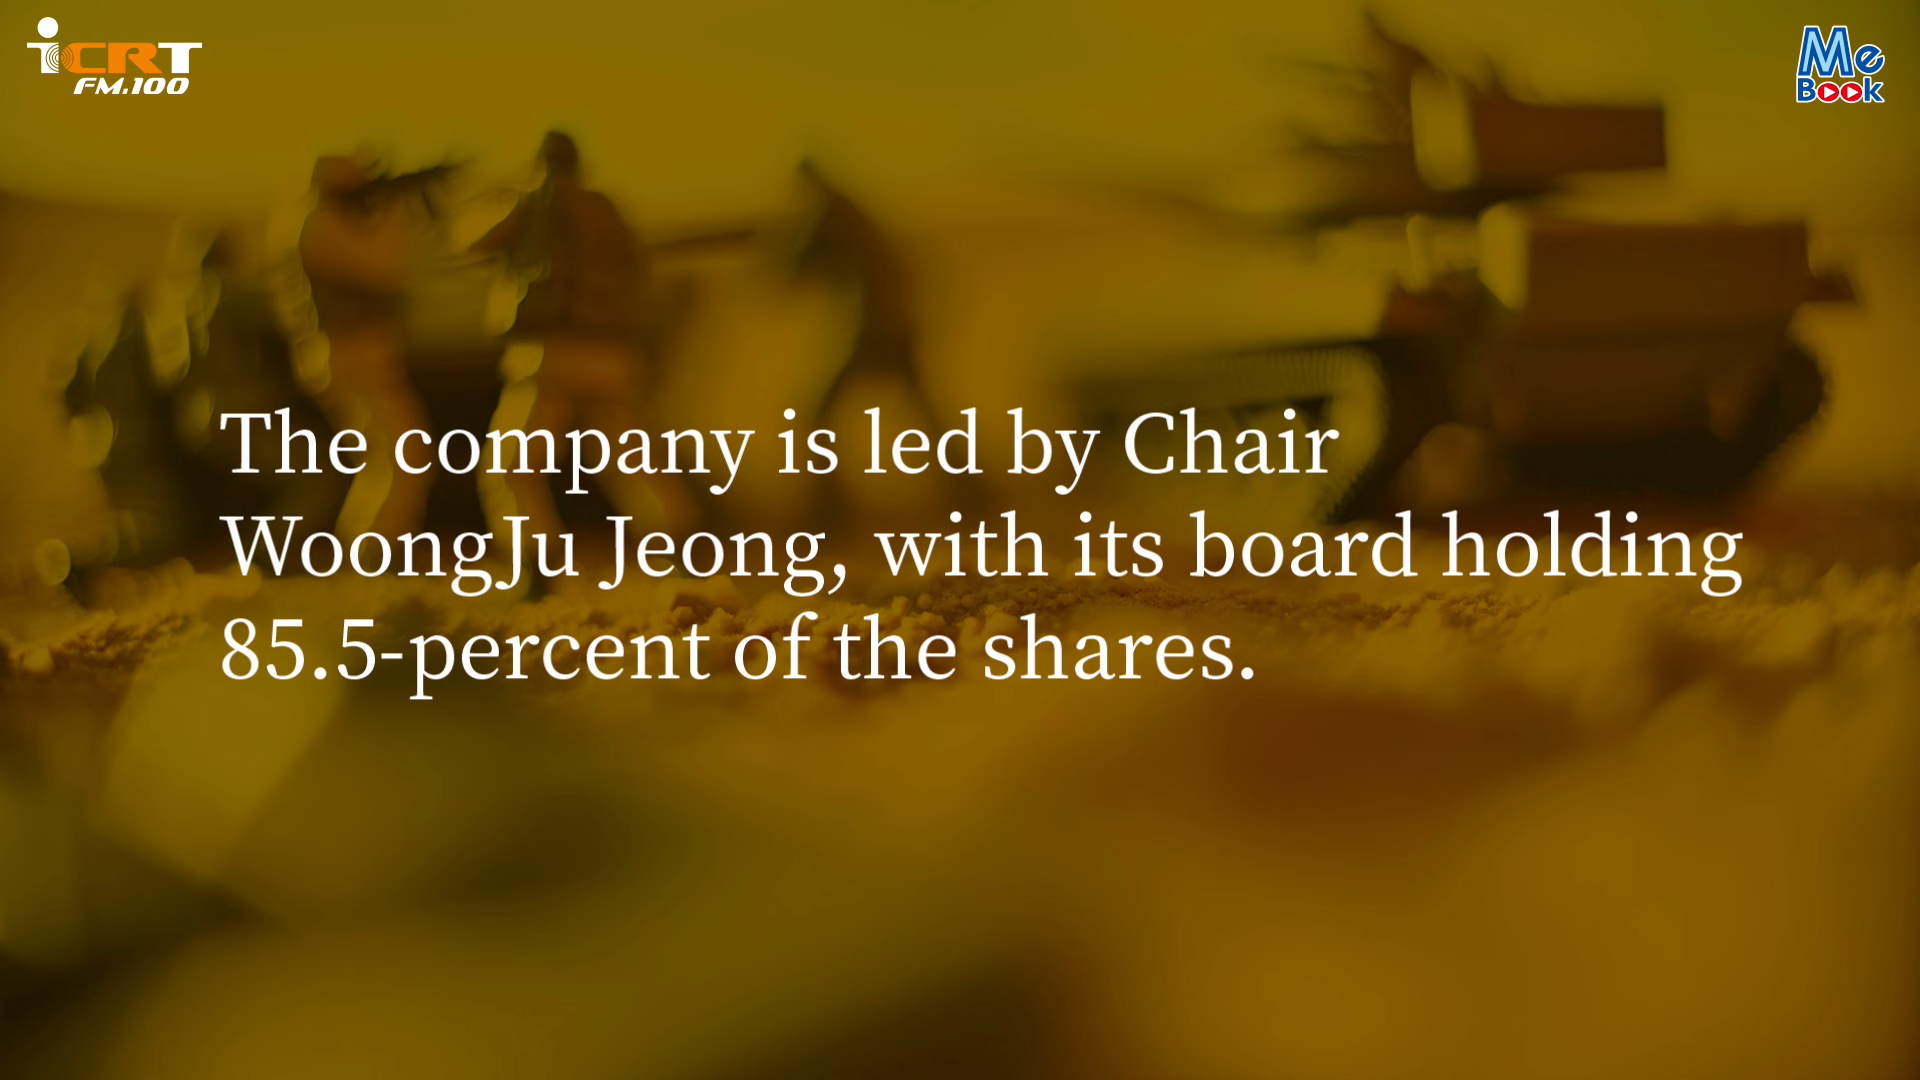 iCRT
FM.100
Me
Book
The company is led by Chair
WoongJu Jeong, with its board holding
85.5-percent of the shares.